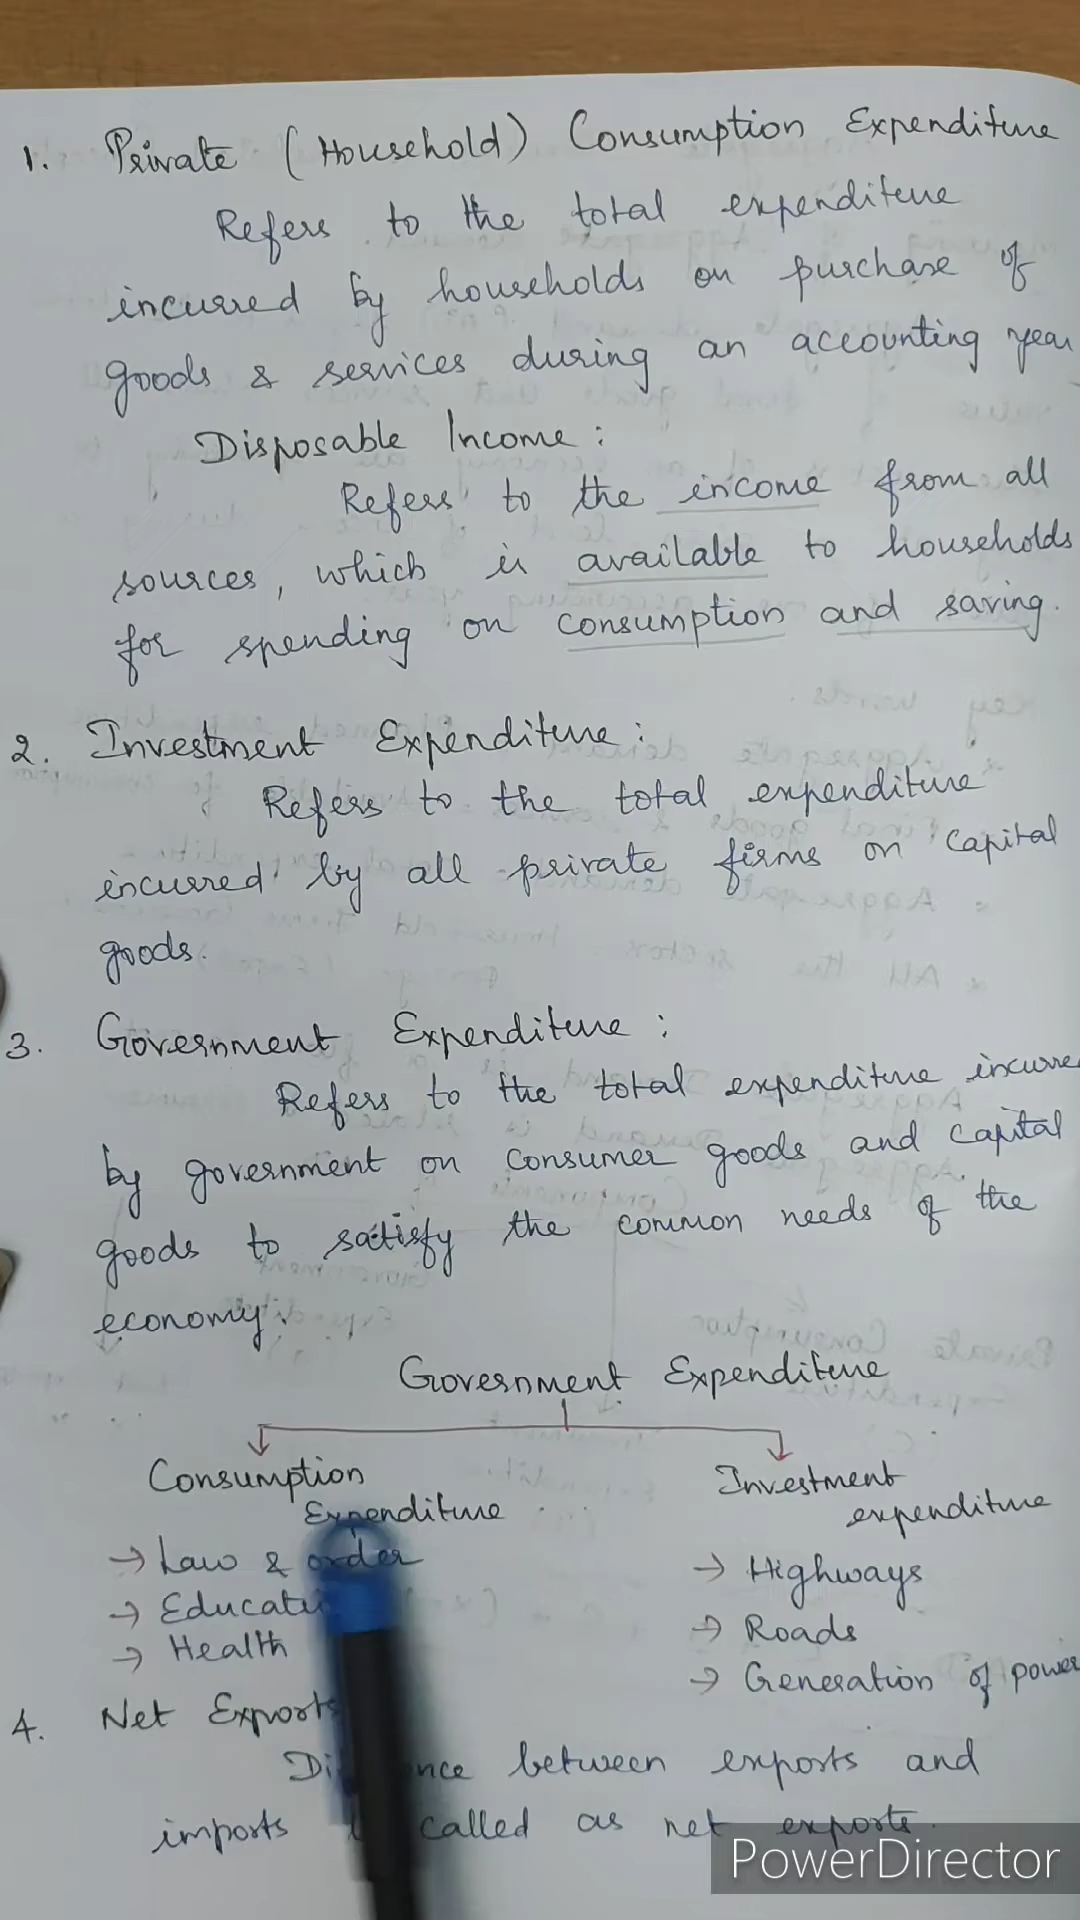 1. Private (Household) Consumption Expenditure
Refers to the total expenditure
incurred by households on purchase of
goods & services during an accounting year
Disposable Income :
Refers to the income from all
sources, which is available to households
for spending on consumption and saving.
2. Investment Expenditure :
Refers to the total expenditure
incurred by all private firms on capital
goods.
3. Government Expenditure :
Refers to the total expenditure incurre
by government on consumer goods and capital
goods to satisfy the common needs of the
economy.
Government Expenditure
Consumption Expenditure
→ Law & order
→ Educati
→ Health
Investment expenditure
→ Highways
→ Roads
→ Generation of power
4. Net Exports
between exports and
imports called as net exports.
PowerDirector